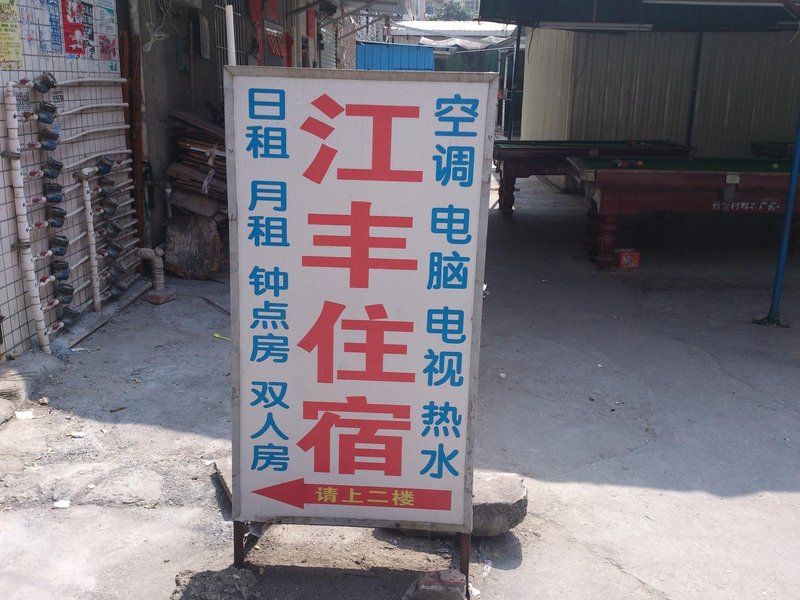 江丰住宿
空调 电脑 电视 热水
日租 月租 钟点房 双人房
请上二楼